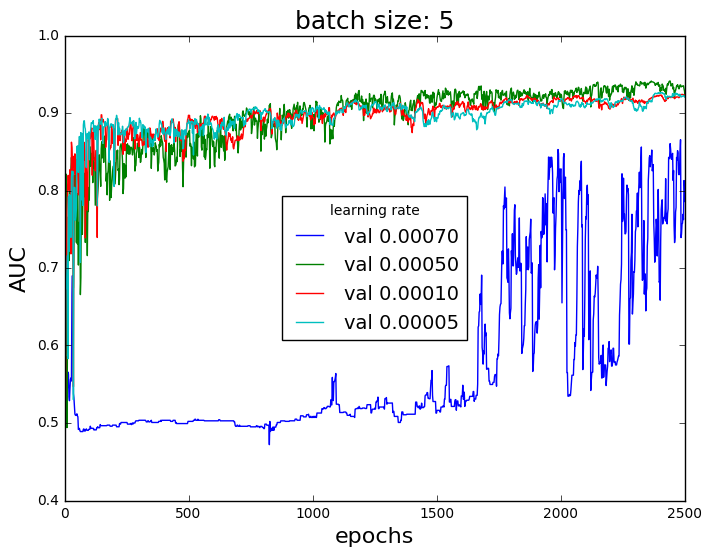 batch size: 5
1.0
0.9
0.8
0.7
0.6
0.5
0.4
AUC
learning rate
val 0.00070
val 0.00050
val 0.00010
val 0.00005
0 500 1000 1500 2000 2500
epochs